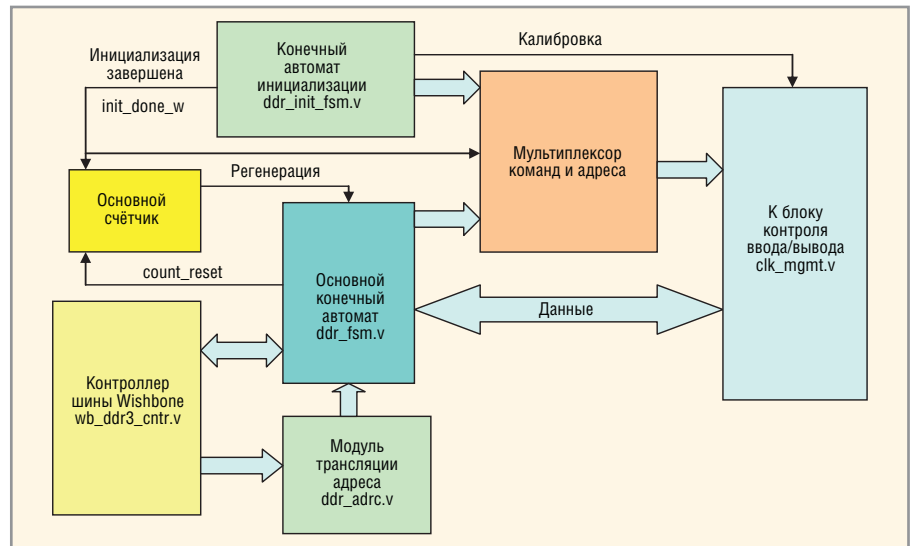 Инициализация
завершена
init_done_w
Конечный
автомат
инициализации
ddr_init_fsm.v
Калибровка
Мультиплексор
команд и адреса
Регенерация
Основной
счётчик
count_reset
Основной
конечный
автомат
ddr_fsm.v
К блоку
контроля
ввода/вывода
clk_mgmt.v
Данные
Контроллер
шины Wishbone
wb_ddr3_cntr.v
Модуль
трансляции
адреса
ddr_adrc.v